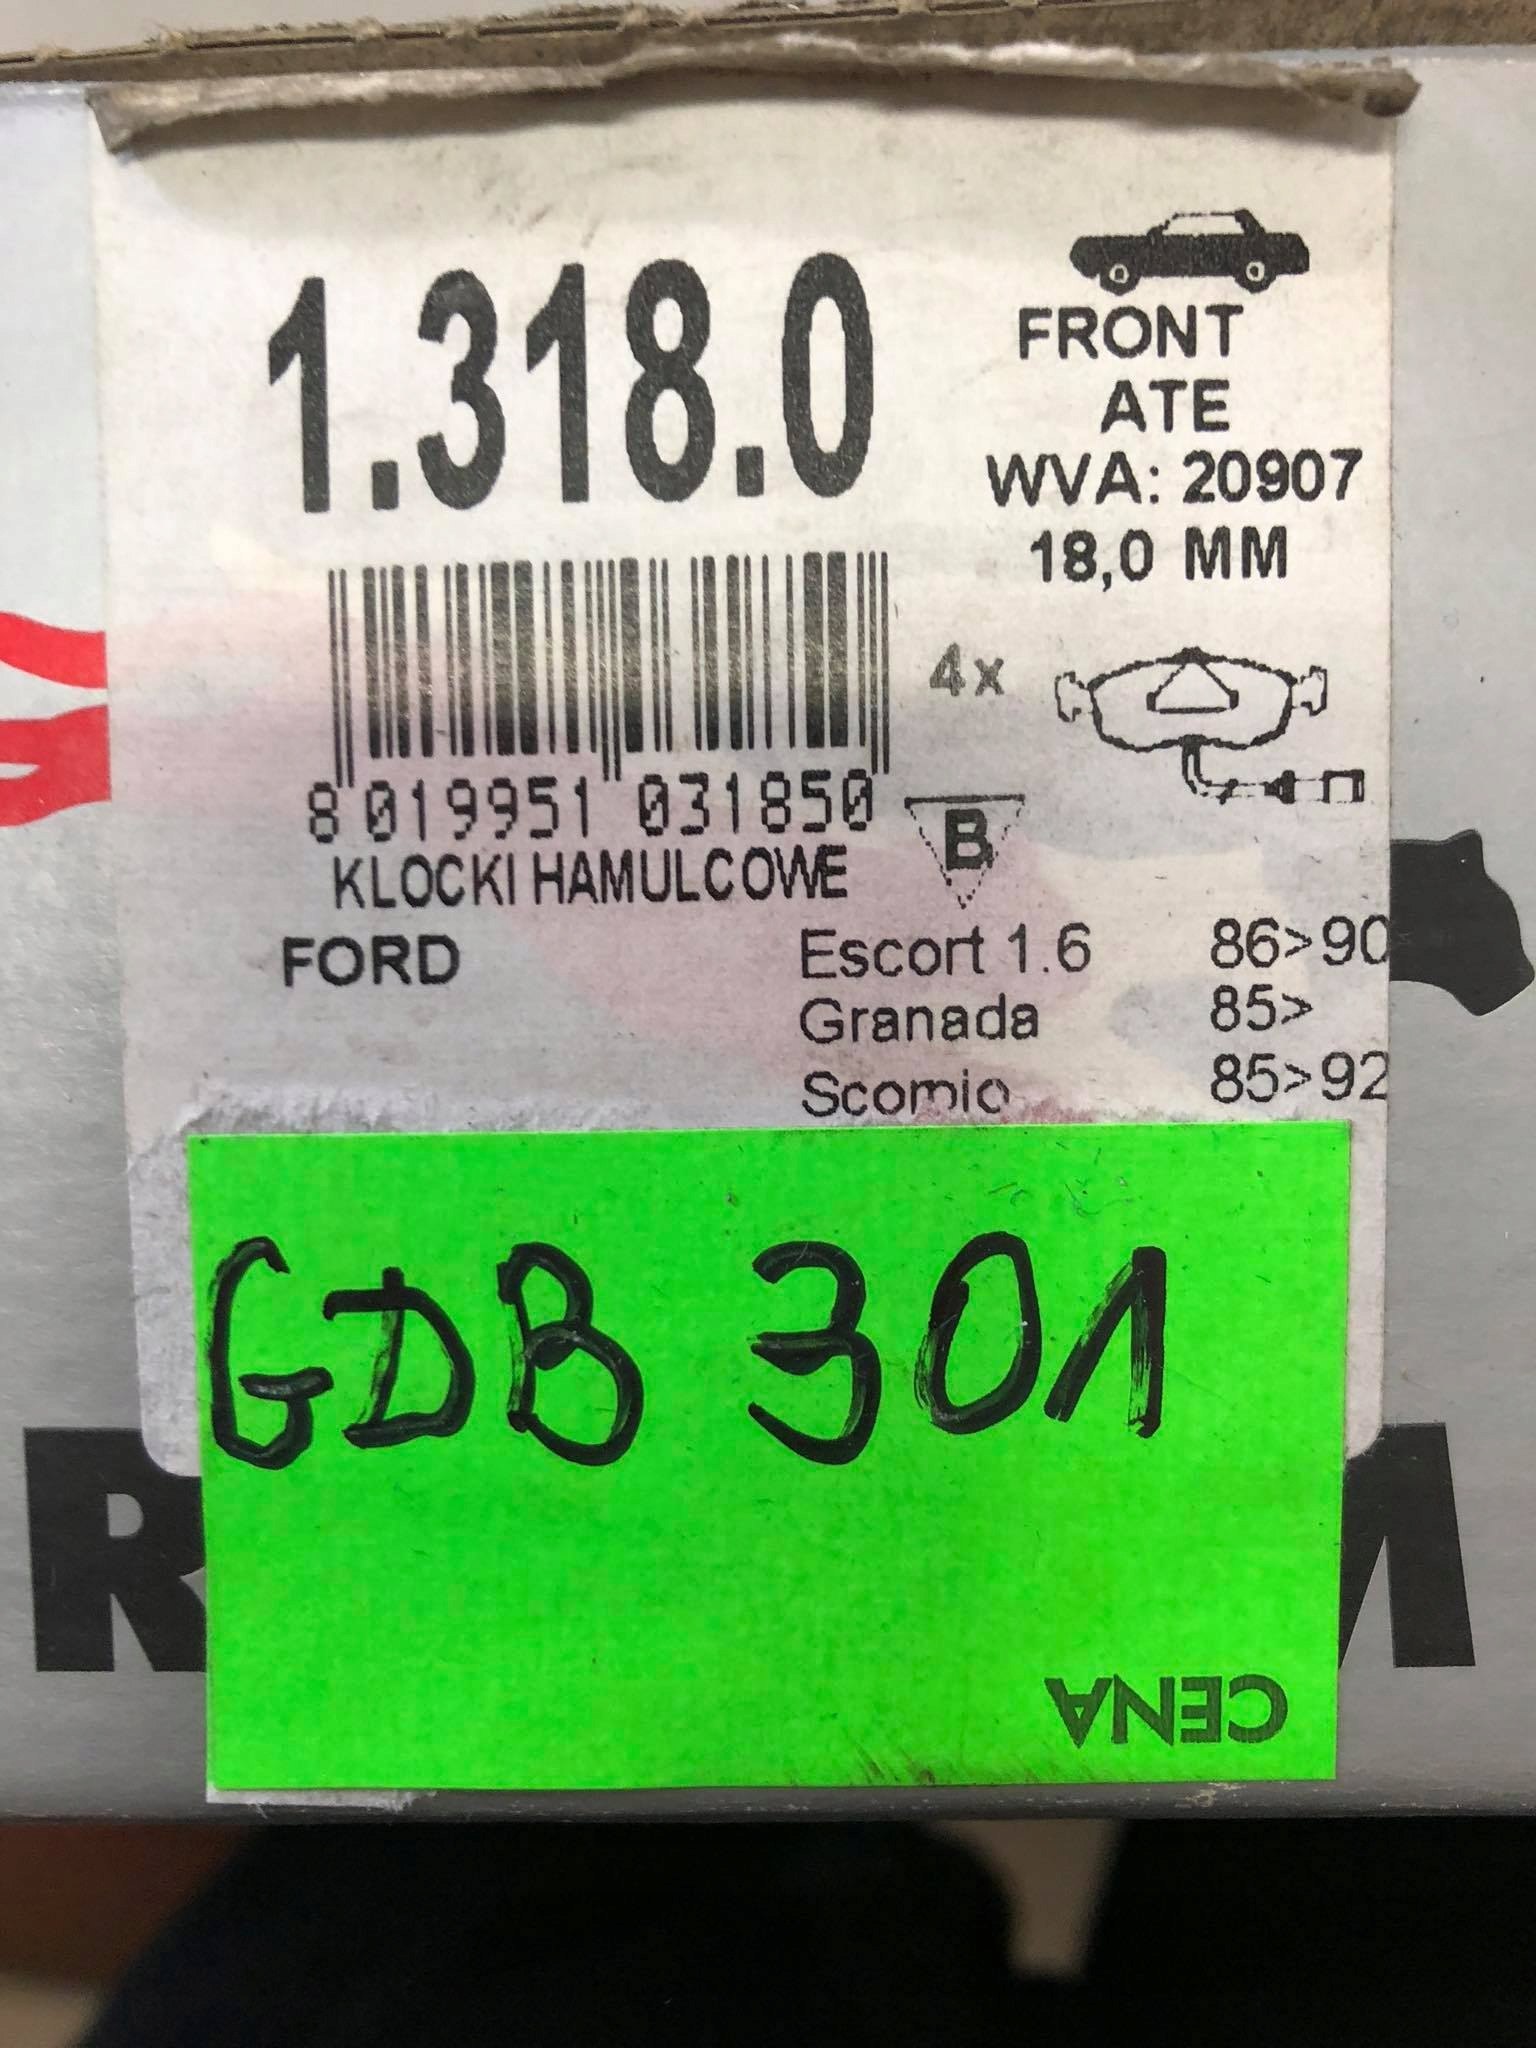 1.318.0
FRONT
ATE
WVA: 20907
18,0 MM
4x
8 019951 031850
B
KLOCKI HAMULCOWE
FORD
Escort 1.6 86>90
Granada 85>
Scorpio 85>92
GDB 301
CENA